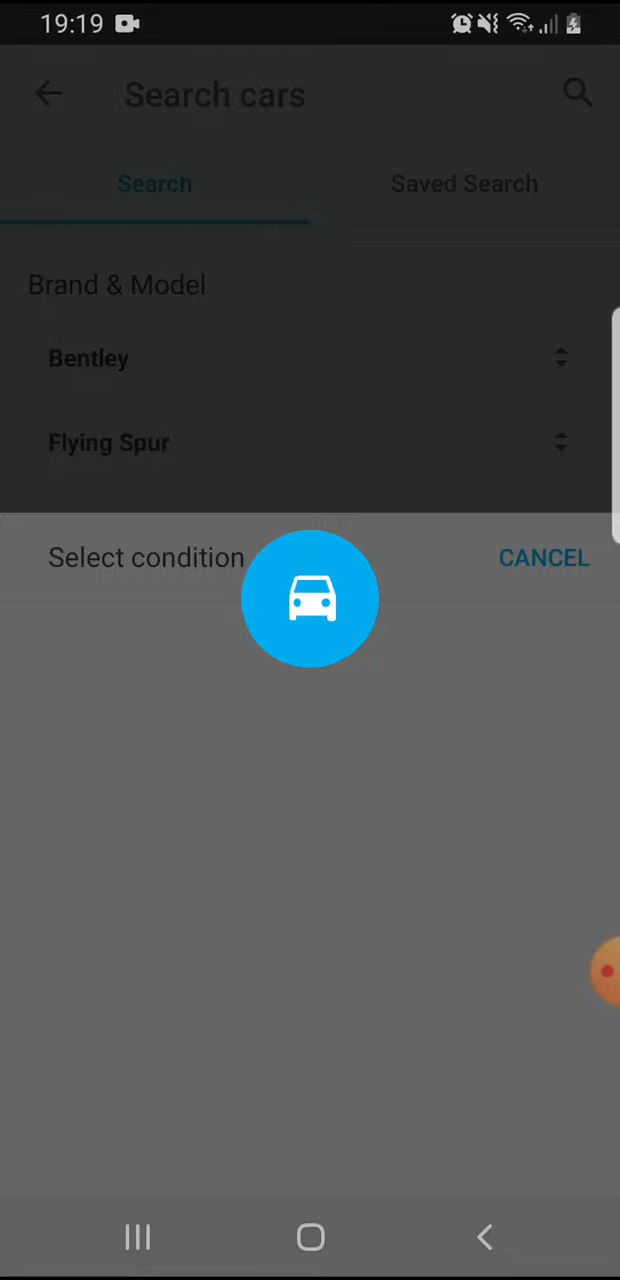 19:19
Search cars
Search
Saved Search
Brand & Model
Bentley
Flying Spur
Select condition
CANCEL